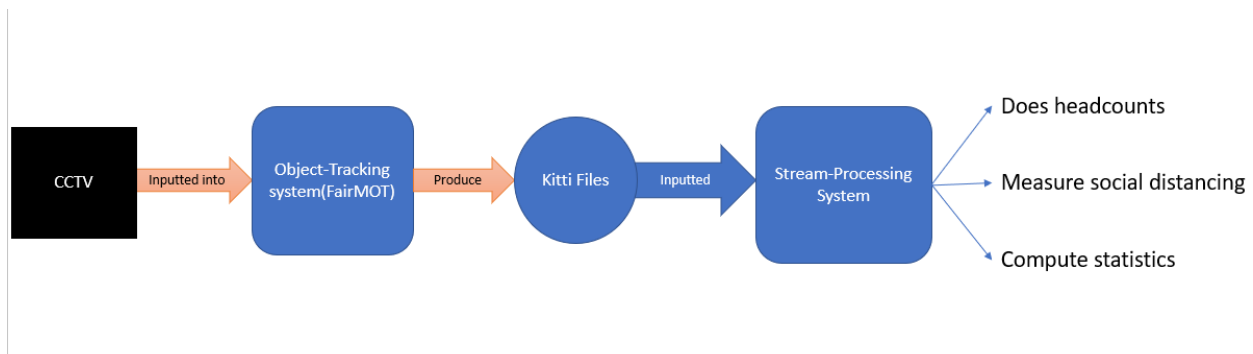 CCTV
Inputted into
Object-Tracking
system(FairMOT)
Produce
Kitti Files
Inputted
Stream-Processing
System
Does headcounts
Measure social distancing
Compute statistics